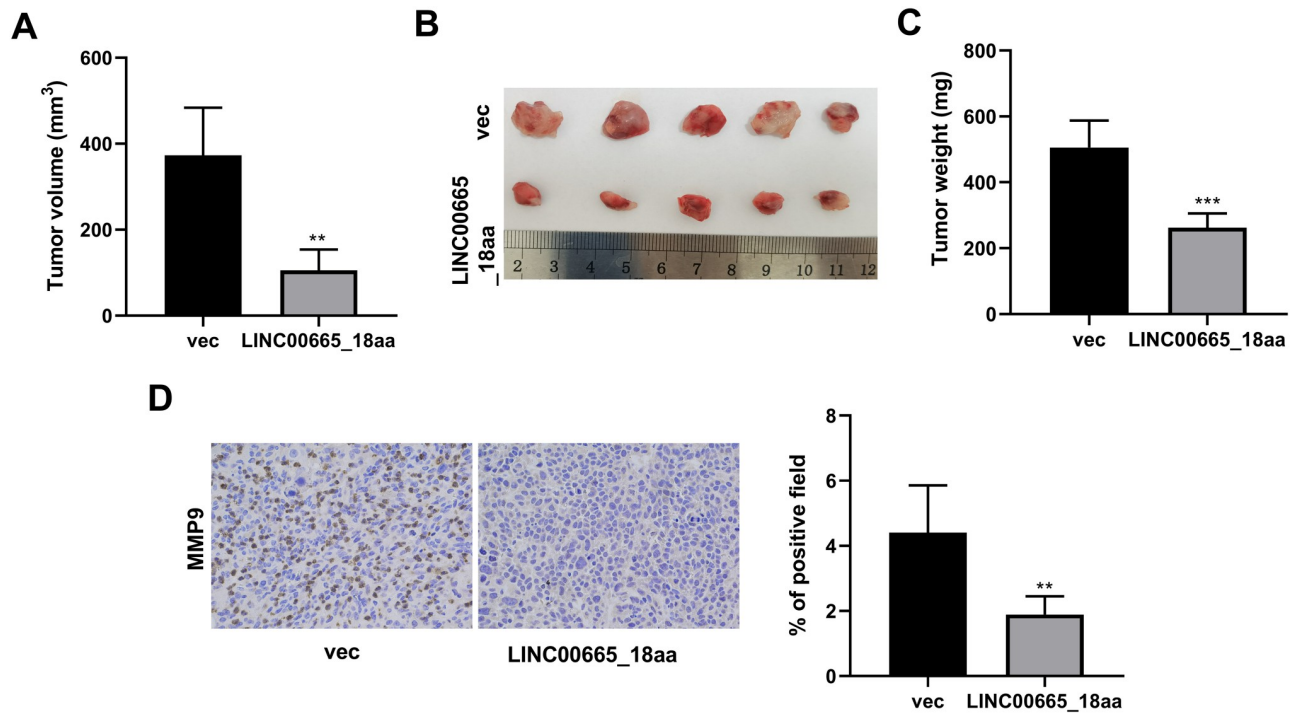 A
Tumor volume (mm3)
600
400
200
0
**
vec
LINC00665_18aa
B
vec
LINC00665
_18aa
2 3 4 5 6 7 8 9 10 11 12
C
Tumor weight (mg)
800
600
400
200
0
***
vec
LINC00665_18aa
D
MMP9
vec
LINC00665_18aa
% of positive field
8
6
4
2
0
**
vec
LINC00665_18aa